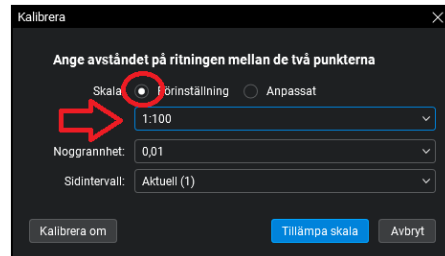 Kalibrera
Ange avståndet på ritningen mellan de två punkterna
Skala: Förinställning Anpassat
1:100
Noggrannhet: 0,01
Sidintervall: Aktuell (1)
Kalibrera om Tillämpa skala Avbryt